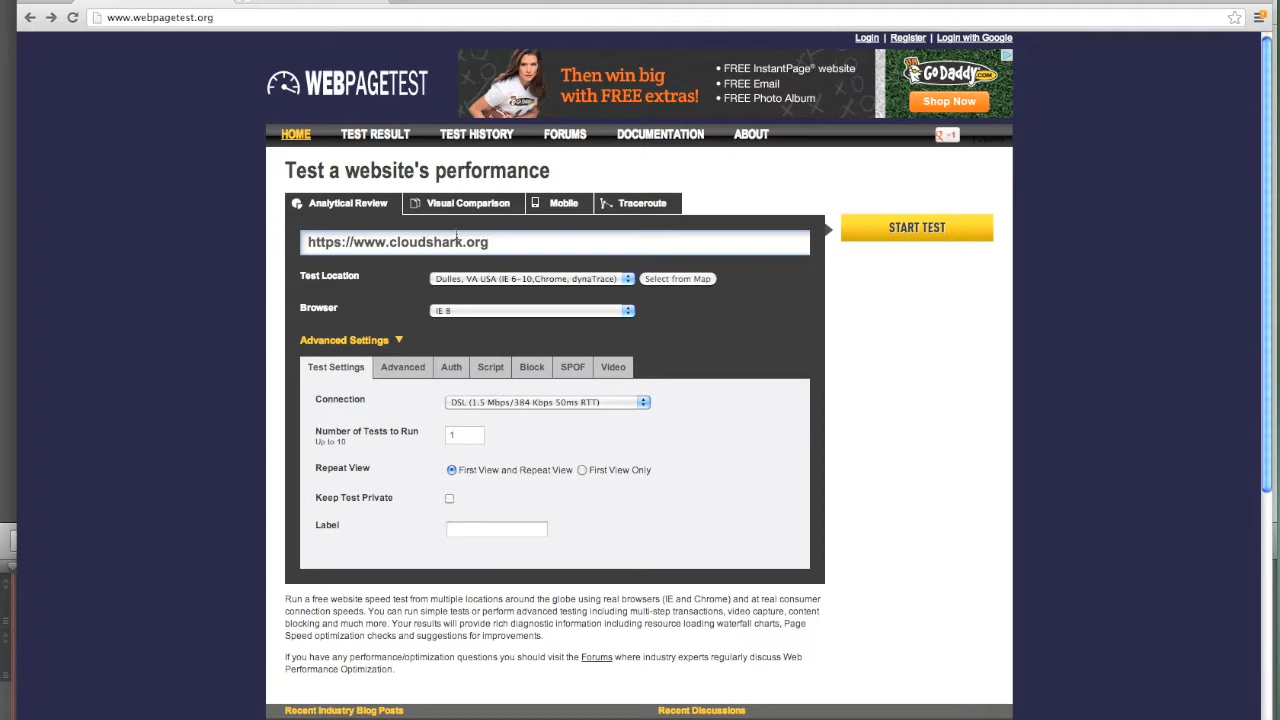 www.webpagetest.org
Login | Register | Login with Google
WEBPAGETEST
Then win big
with FREE extras!
• FREE InstantPage® website
• FREE Email
• FREE Photo Album
GODADDY.COM
Shop Now
HOME TEST RESULT TEST HISTORY FORUMS DOCUMENTATION ABOUT
+1
Test a website's performance
Analytical Review Visual Comparison Mobile Traceroute
https://www.cloudshark.org
START TEST
Test Location Dulles, VA USA (IE 6-10,Chrome, dynaTrace) Select from Map
Browser IE 8
Advanced Settings
Test Settings Advanced Auth Script Block SPOF Video
Connection DSL (1.5 Mbps/384 Kbps 50ms RTT)
Number of Tests to Run 1
Up to 10
Repeat View First View and Repeat View First View Only
Keep Test Private
Label
Run a free website speed test from multiple locations around the globe using real browsers (IE and Chrome) and at real consumer
connection speeds. You can run simple tests or perform advanced testing including multi-step transactions, video capture, content
blocking and much more. Your results will provide rich diagnostic information including resource loading waterfall charts, Page
Speed optimization checks and suggestions for improvements.
If you have any performance/optimization questions you should visit the Forums where industry experts regularly discuss Web
Performance Optimization.
Recent Industry Blog Posts Recent Discussions